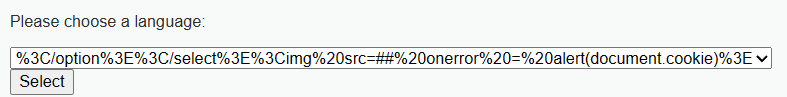 Please choose a language:
%3C/option%3E%3C/select%3E%3Cimg%20src=##%20onerror%20=%20alert(document.cookie)%3E
Select